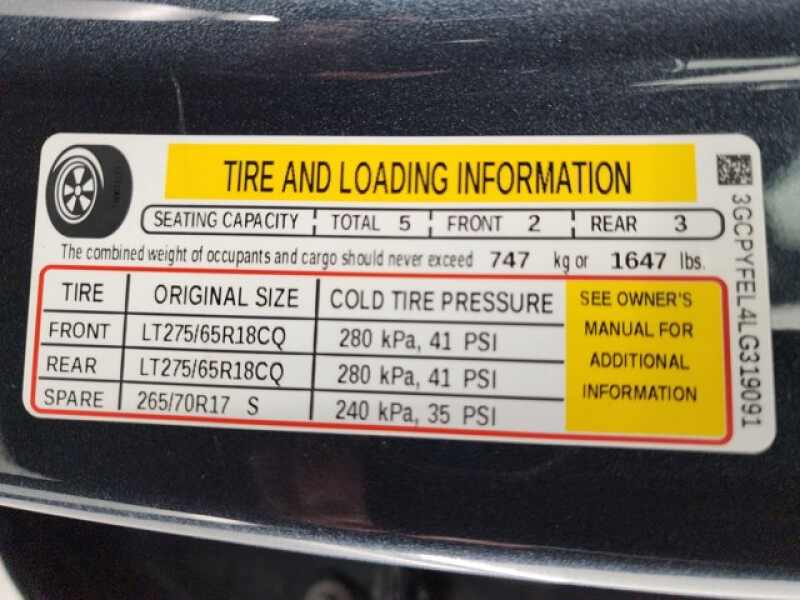 TIRE AND LOADING INFORMATION
SEATING CAPACITY TOTAL 5 FRONT 2 REAR 3
The combined weight of occupants and cargo should never exceed 747 kg or 1647 lbs.
TIRE ORIGINAL SIZE COLD TIRE PRESSURE
FRONT LT275/65R18CQ 280 kPa, 41 PSI
REAR LT275/65R18CQ 280 kPa, 41 PSI
SPARE 265/70R17 S 240 kPa, 35 PSI
SEE OWNER'S
MANUAL FOR
ADDITIONAL
INFORMATION
3GCPYFEL4LG319091